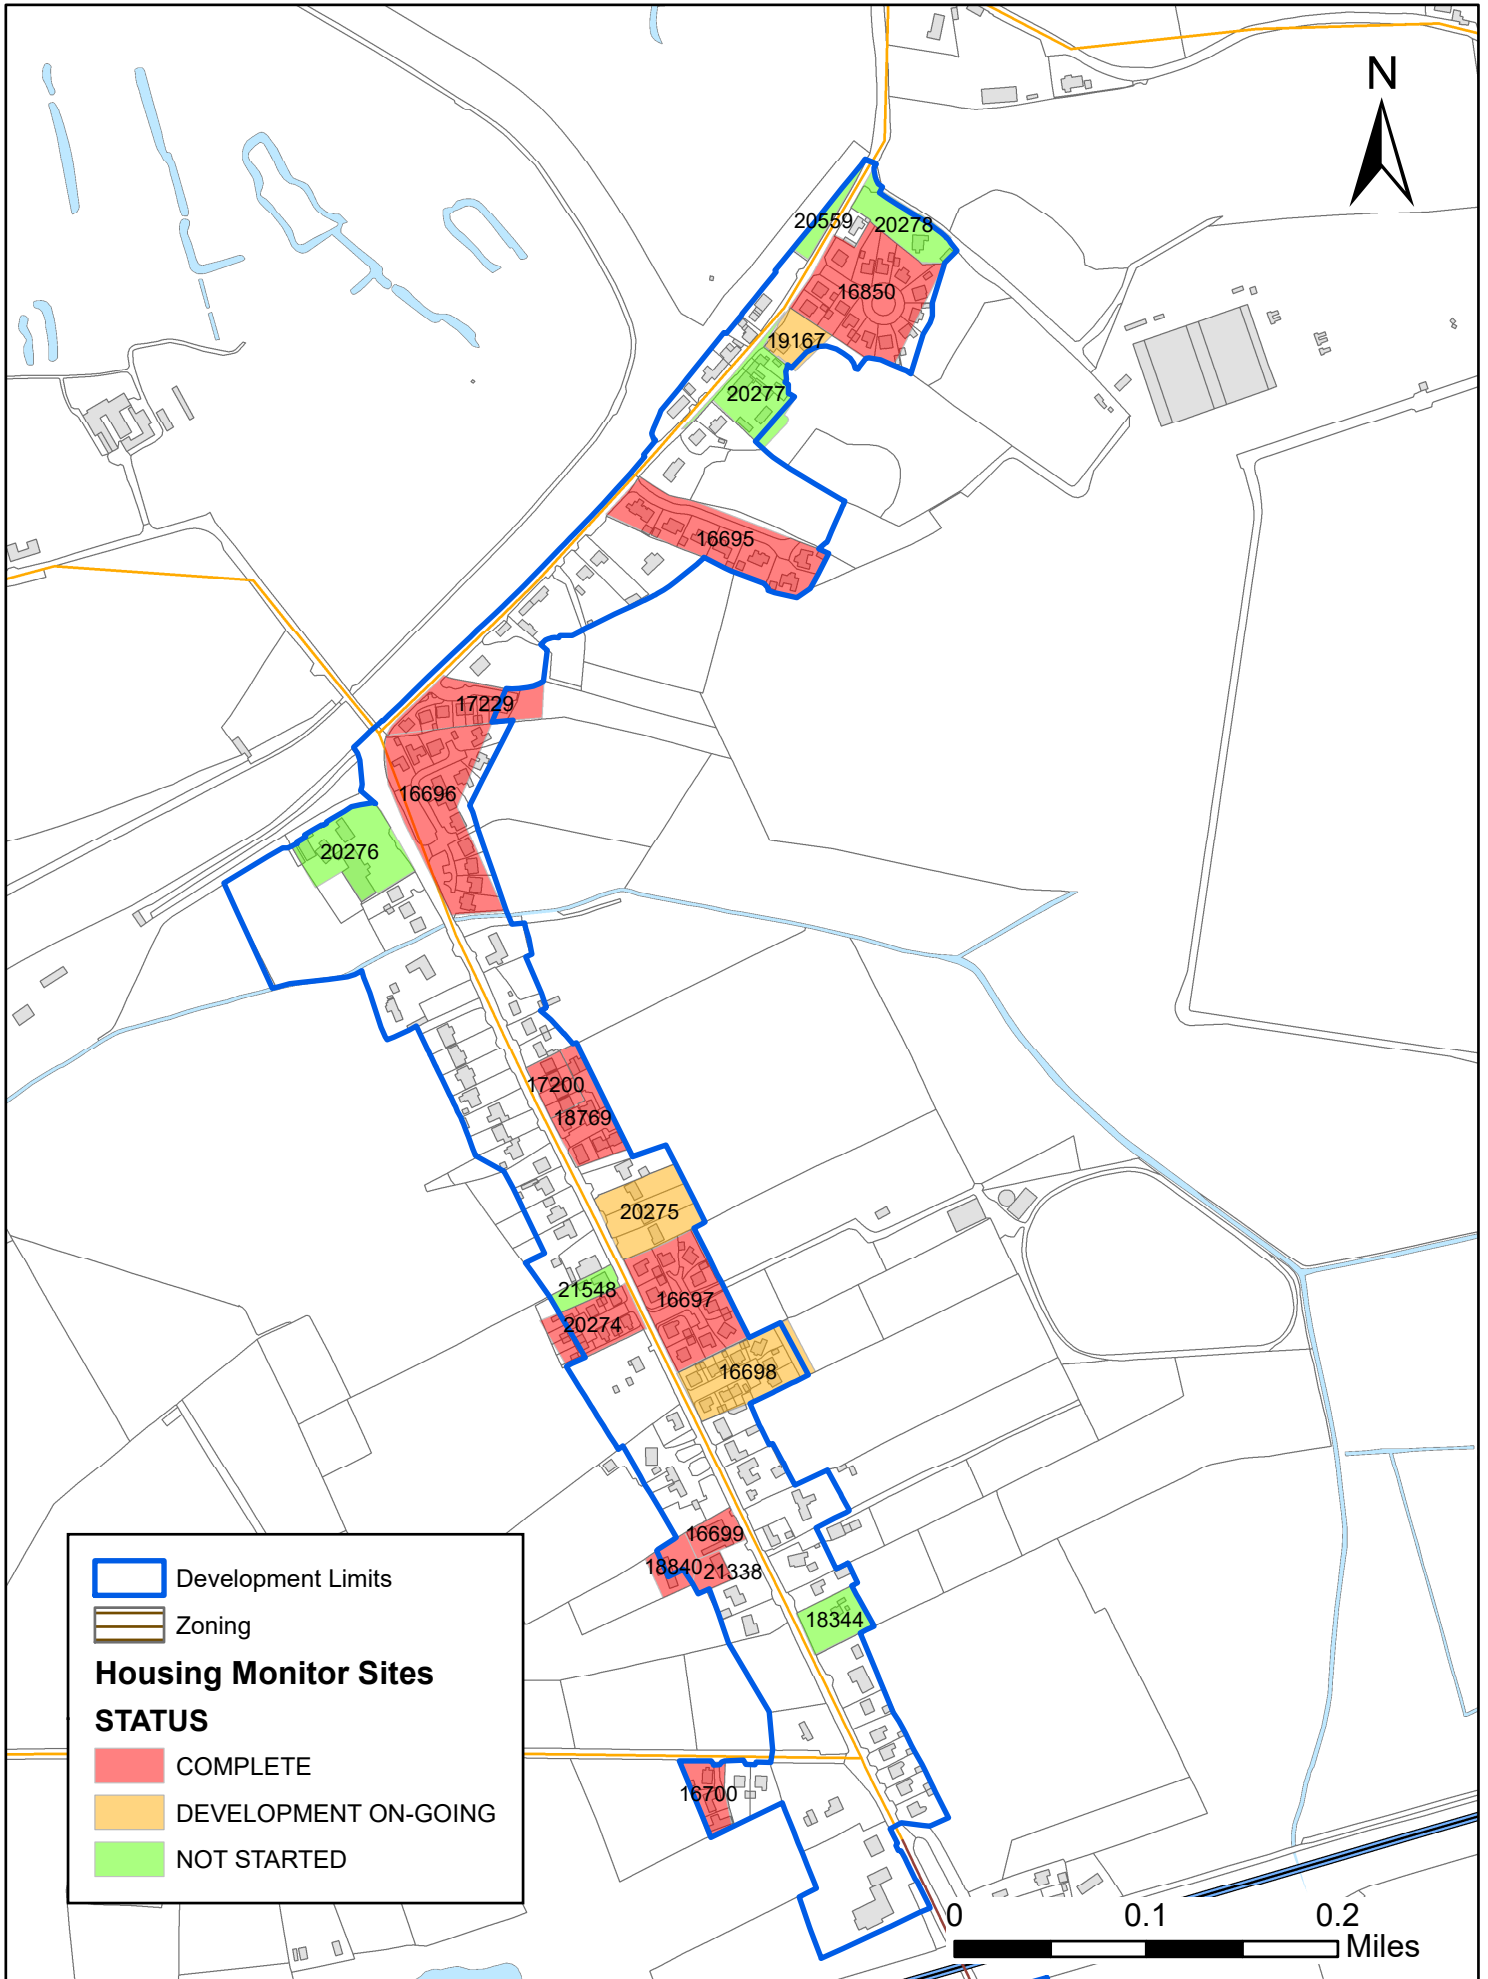 N
20559
20278
16850
19167
20277
16695
17229
16696
20276
17200
18769
20275
21548
16697
20274
16698
16699
18840 21338
18344
16700
Development Limits
Zoning
Housing Monitor Sites
STATUS
COMPLETE
DEVELOPMENT ON-GOING
NOT STARTED
0 0.1 0.2
Miles